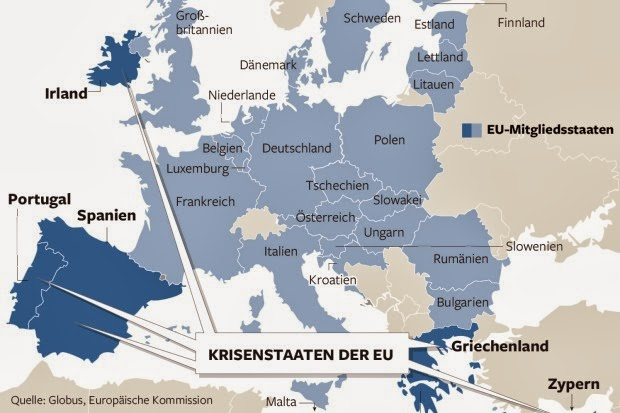 Groß-
britannien
Schweden
Finnland
Estland
Lettland
Litauen
Dänemark
Irland
Niederlande
EU-Mitgliedsstaaten
Belgien
Deutschland
Polen
Luxemburg
Tschechien
Portugal
Frankreich
Slowakei
Spanien
Österreich
Ungarn
Slowenien
Italien
Rumänien
Kroatien
Bulgarien
KRISENSTAATEN DER EU
Griechenland
Zypern
Quelle: Globus, Europäische Kommission
Malta